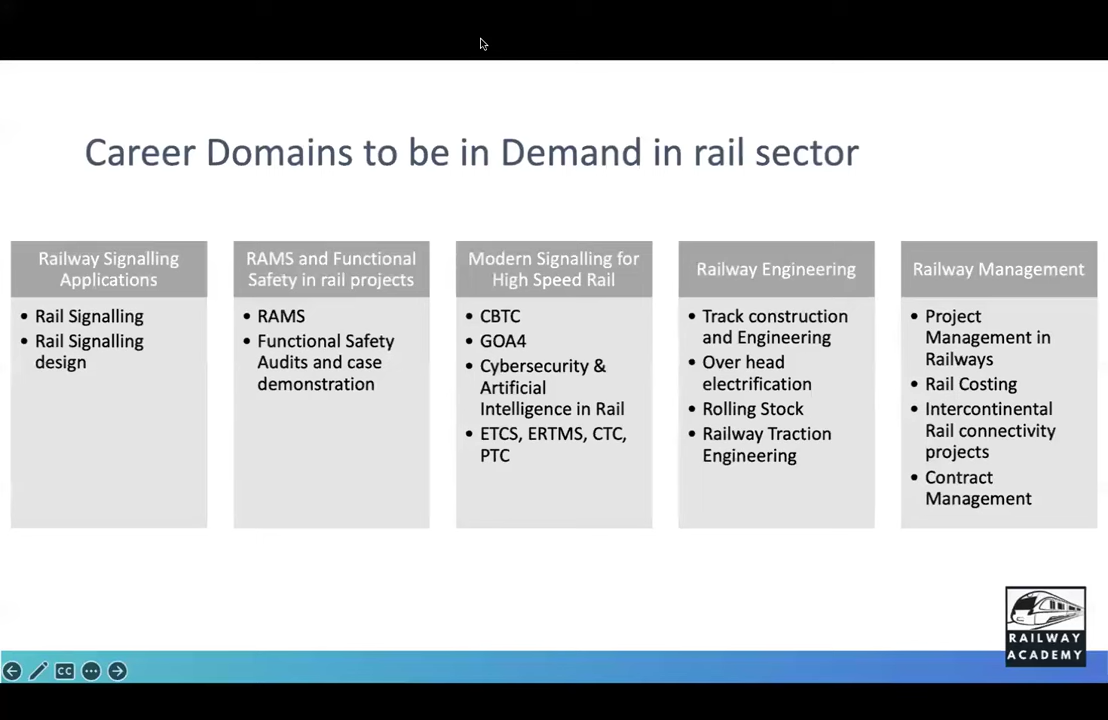 Career Domains to be in Demand in rail sector
Railway Signalling
Applications
• Rail Signalling
• Rail Signalling
design
RAMS and Functional
Safety in rail projects
• RAMS
• Functional Safety
Audits and case
demonstration
Modern Signalling for
High Speed Rail
• CBTC
• GOA4
• Cybersecurity &
Artificial
Intelligence in Rail
• ETCS, ERTMS, CTC,
PTC
Railway Engineering
• Track construction
and Engineering
• Over head
electrification
• Rolling Stock
• Railway Traction
Engineering
Railway Management
• Project
Management in
Railways
• Rail Costing
• Intercontinental
Rail connectivity
projects
• Contract
Management
RAILWAY
ACADEMY
CC